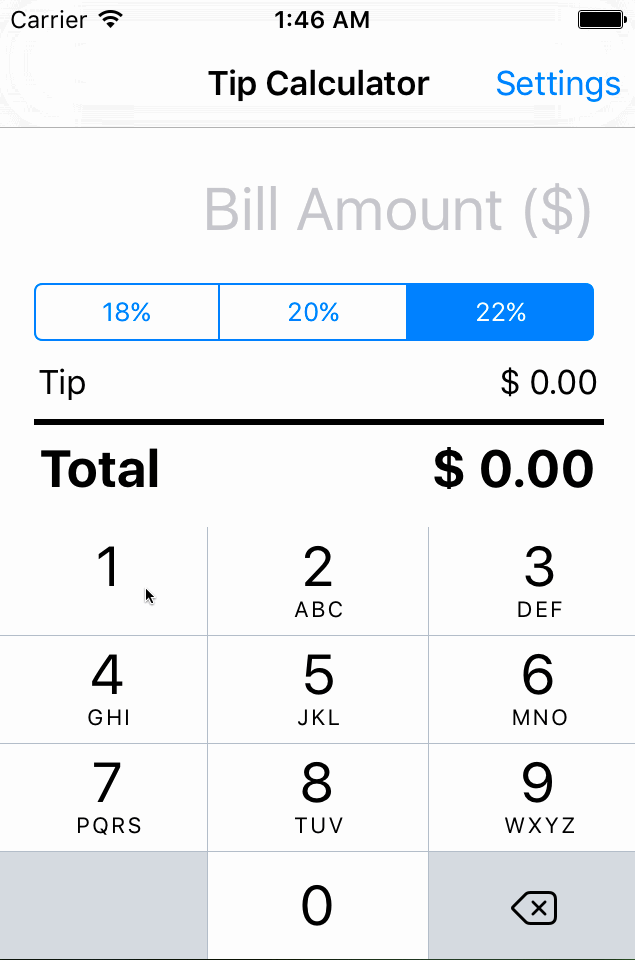 Carrier 1:46 AM
Tip Calculator Settings
Bill Amount ($)
18% 20% 22%
Tip $ 0.00
Total $ 0.00
1 2 3
ABC DEF
4 5 6
GHI JKL MNO
7 8 9
PQRS TUV WXYZ
0